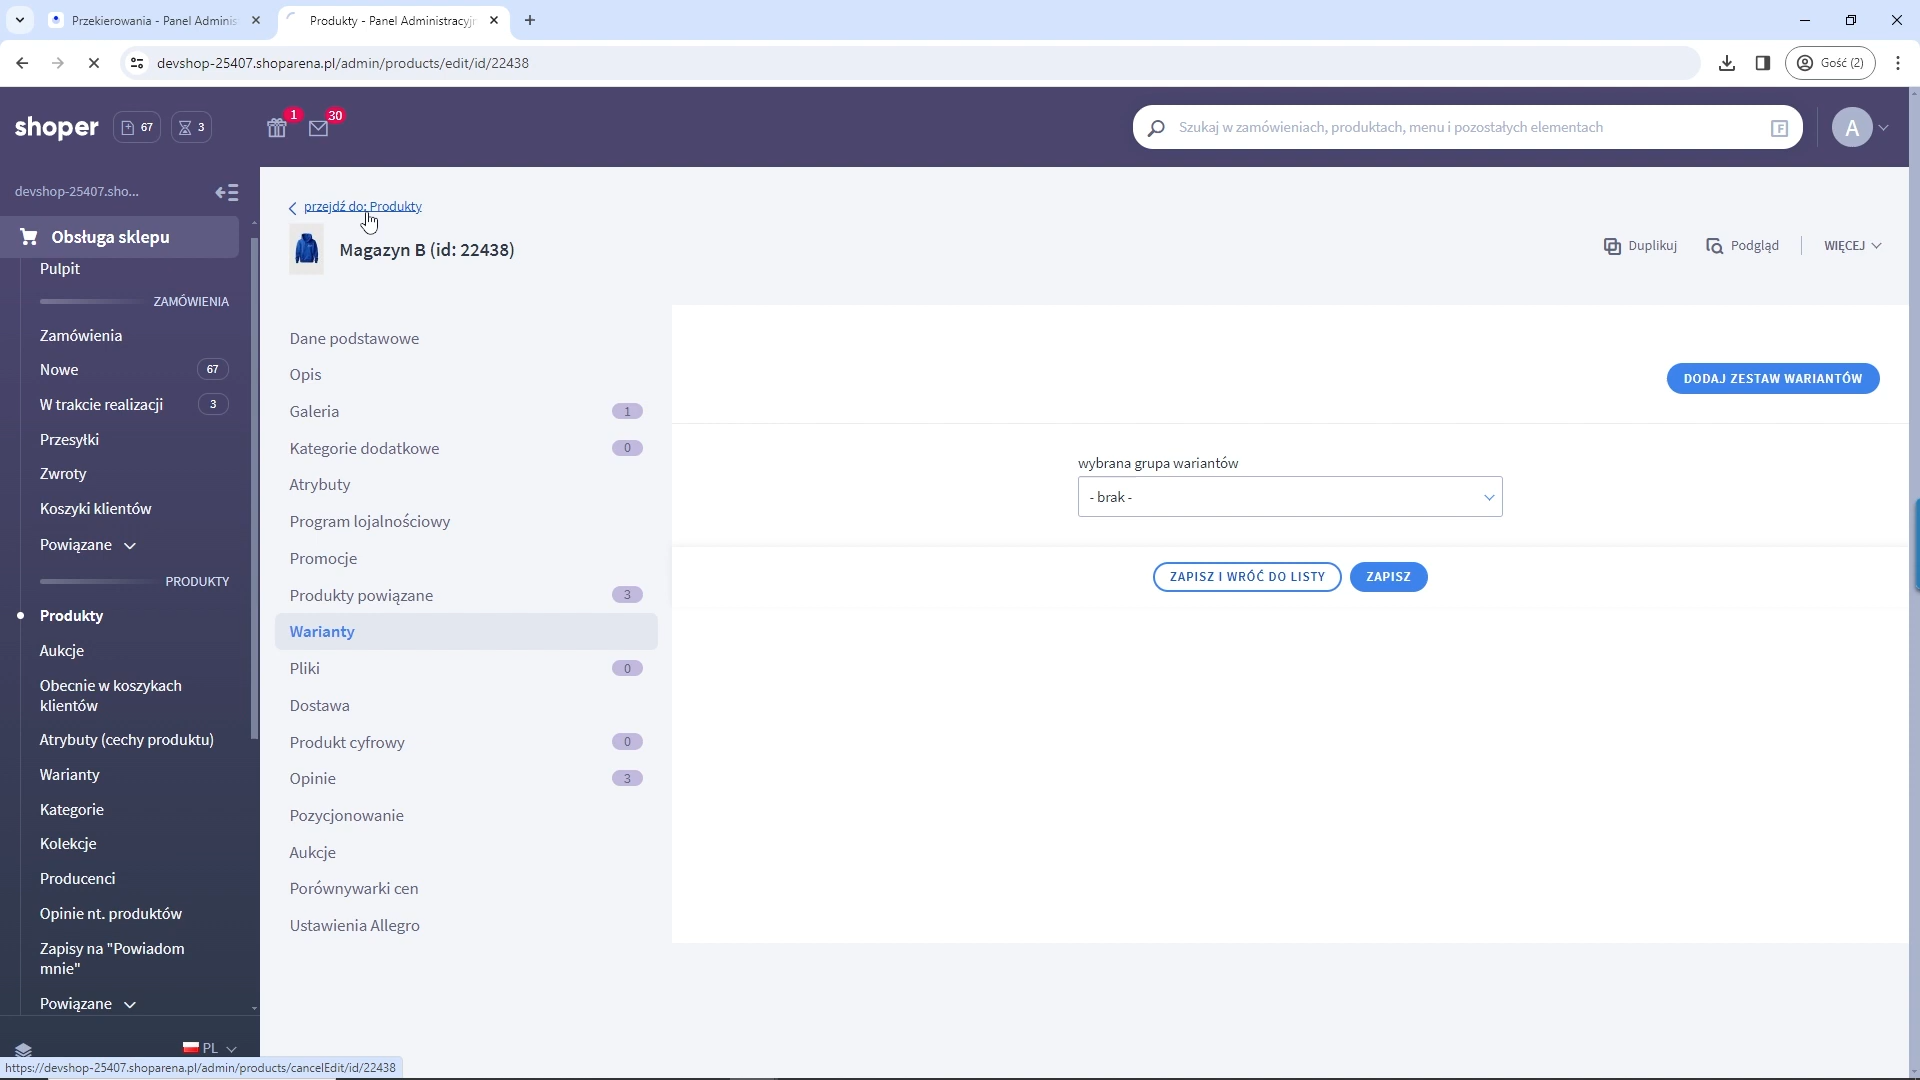 Przekierowania - Panel Adminis
Produkty - Panel Administracyjn
devshop-25407.shoparena.pl/admin/products/edit/id/22438
Gość (2)
shoper
67
3
1
30
Szukaj w zamówieniach, produktach, menu i pozostałych elementach
F
A
devshop-25407.sho...
Obsługa sklepu
Pulpit
ZAMÓWIENIA
Zamówienia
Nowe 67
W trakcie realizacji 3
Przesyłki
Zwroty
Koszyki klientów
Powiązane
PRODUKTY
Produkty
Aukcje
Obecnie w koszykach
klientów
Atrybuty (cechy produktu)
Warianty
Kategorie
Kolekcje
Producenci
Opinie nt. produktów
Zapisy na "Powiadom
mnie"
Powiązane
PL
przejdź do: Produkty
Magazyn B (id: 22438)
Duplikuj
Podgląd
WIĘCEJ
Dane podstawowe
Opis
Galeria 1
Kategorie dodatkowe 0
Atrybuty
Program lojalnościowy
Promocje
Produkty powiązane 3
Warianty
Pliki 0
Dostawa
Produkt cyfrowy 0
Opinie 3
Pozycjonowanie
Aukcje
Porównywarki cen
Ustawienia Allegro
DODAJ ZESTAW WARIANTÓW
wybrana grupa wariantów
- brak -
ZAPISZ I WRÓĆ DO LISTY
ZAPISZ
https://devshop-25407.shoparena.pl/admin/products/cancelEdit/id/22438